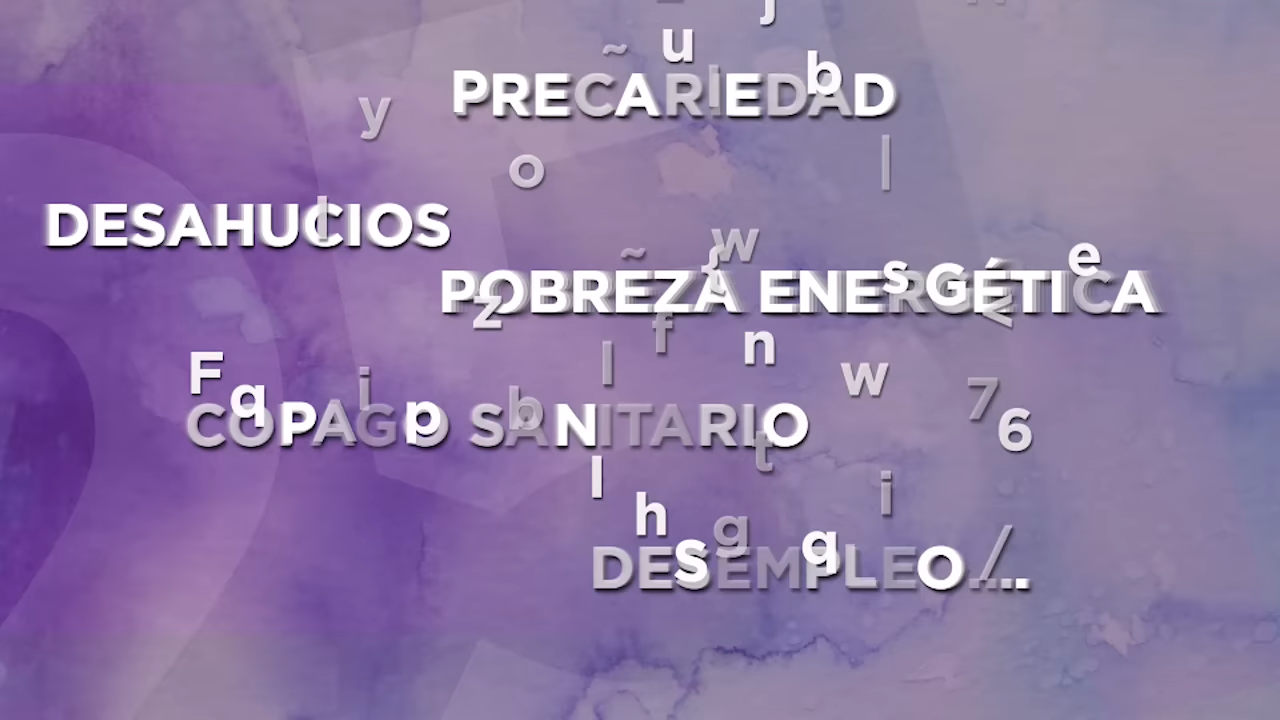 PRECARIEDAD
DESAHUCIOS
POBREZA ENERGÉTICA
COPAGO SANITARIO
DESEMPLEO...